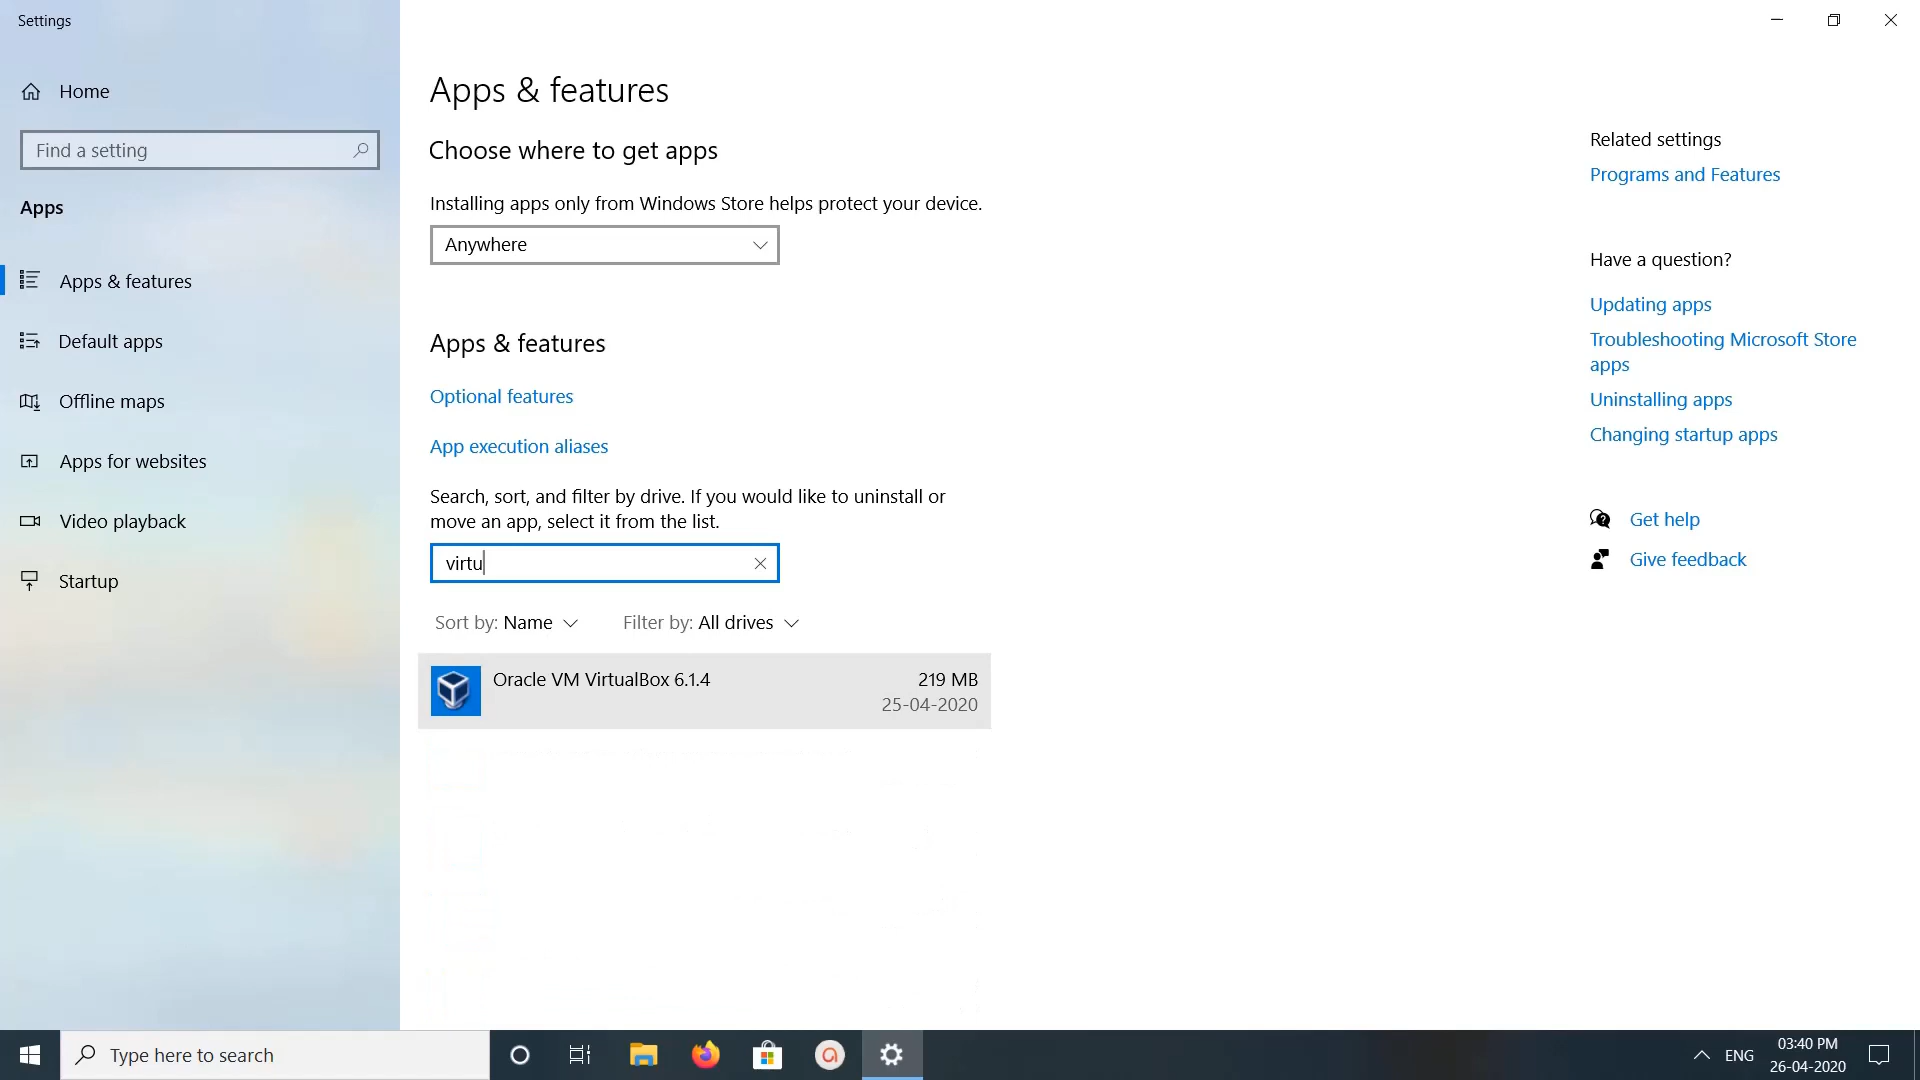 Settings
Home
Find a setting
Apps
Apps & features
Default apps
Offline maps
Apps for websites
Video playback
Startup
Apps & features
Choose where to get apps
Installing apps only from Windows Store helps protect your device.
Anywhere
Apps & features
Optional features
App execution aliases
Search, sort, and filter by drive. If you would like to uninstall or
move an app, select it from the list.
virtu
Sort by: Name
Filter by: All drives
Oracle VM VirtualBox 6.1.4
219 MB
25-04-2020
Related settings
Programs and Features
Have a question?
Updating apps
Troubleshooting Microsoft Store
apps
Uninstalling apps
Changing startup apps
Get help
Give feedback
Type here to search
ENG
03:40 PM
26-04-2020